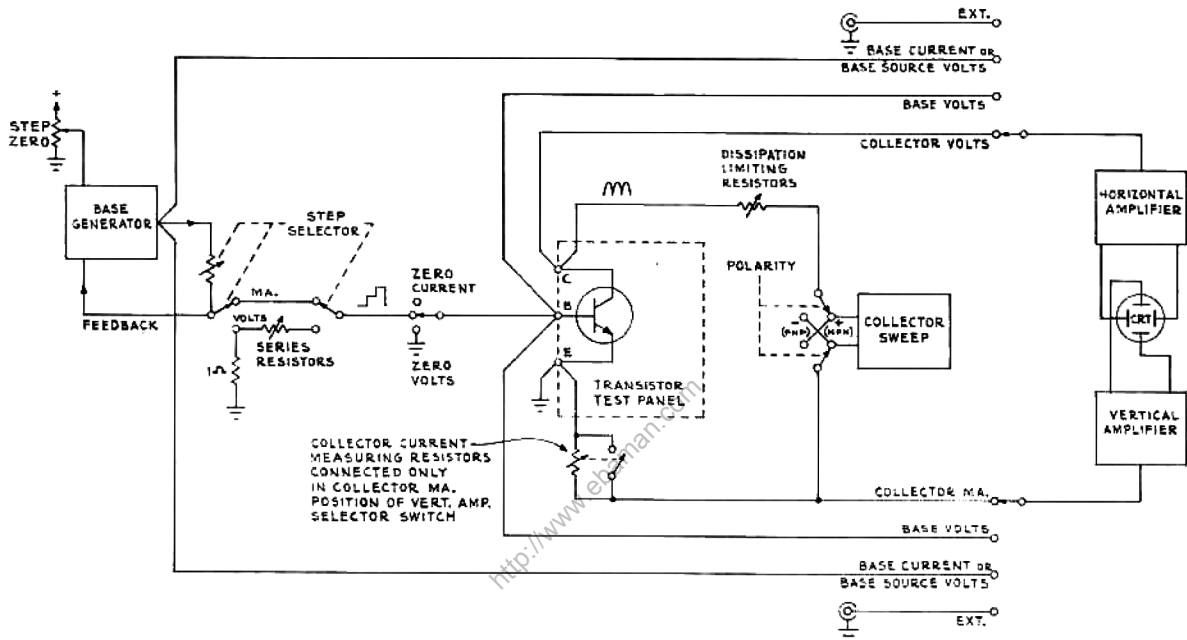 EXT.
BASE CURRENT OR
BASE SOURCE VOLTS
BASE VOLTS
COLLECTOR VOLTS
+
STEP
ZERO
BASE
GENERATOR
FEEDBACK
STEP
SELECTOR
MA.
VOLTS
SERIES
RESISTORS
1Ω
ZERO
CURRENT
ZERO
VOLTS
DISSIPATION
LIMITING
RESISTORS
C
B
E
TRANSISTOR
TEST PANEL
POLARITY
-
(PNP)
+
(NPN)
COLLECTOR
SWEEP
HORIZONTAL
AMPLIFIER
CRT
VERTICAL
AMPLIFIER
COLLECTOR CURRENT
MEASURING RESISTORS
CONNECTED ONLY
IN COLLECTOR MA.
POSITION OF VERT. AMP.
SELECTOR SWITCH
COLLECTOR MA.
BASE VOLTS
BASE CURRENT OR
BASE SOURCE VOLTS
EXT.
http://www.ebaman.com